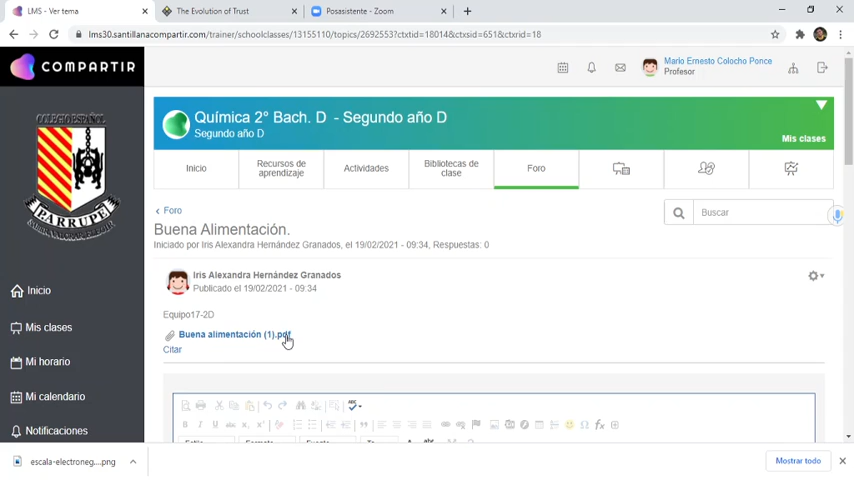 LMS - Ver tema
The Evolution of Trust
Posasistente - Zoom
lms30.santillanacompartir.com/trainer/schoolclasses/13155110/topics/2692553?ctxtid=18014&ctxsid=651&ctxrid=18
COMPARTIR
Mario Ernesto Colocho Ponce
Profesor
COLEGIO ESPAÑOL
PADRE ARRUPE
Química 2° Bach. D - Segundo año D
Segundo año D
Mis clases
Inicio
Recursos de aprendizaje
Actividades
Bibliotecas de clase
Foro
‹ Foro
Buscar
Buena Alimentación.
Iniciado por Iris Alexandra Hernández Granados, el 19/02/2021 - 09:34, Respuestas: 0
Iris Alexandra Hernández Granados
Publicado el 19/02/2021 - 09:34
Equipo17-2D
Buena alimentación (1).pdf
Citar
Inicio
Mis clases
Mi horario
Mi calendario
Notificaciones
escala-electroneg....png
Mostrar todo